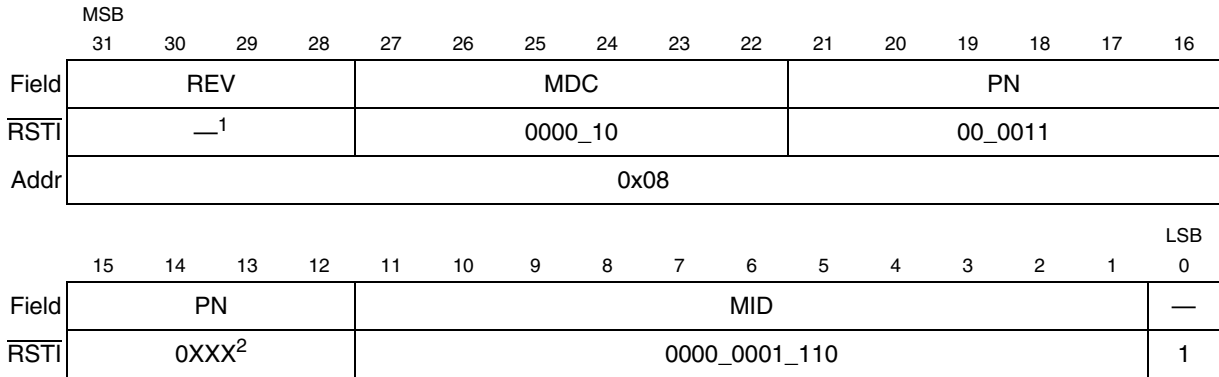 MSB
31 30 29 28 27 26 25 24 23 22 21 20 19 18 17 16
Field REV MDC PN
RSTI —1 0000_10 00_0011
Addr 0x08
LSB
15 14 13 12 11 10 9 8 7 6 5 4 3 2 1 0
Field PN MID —
RSTI 0XXX2 0000_0001_110 1